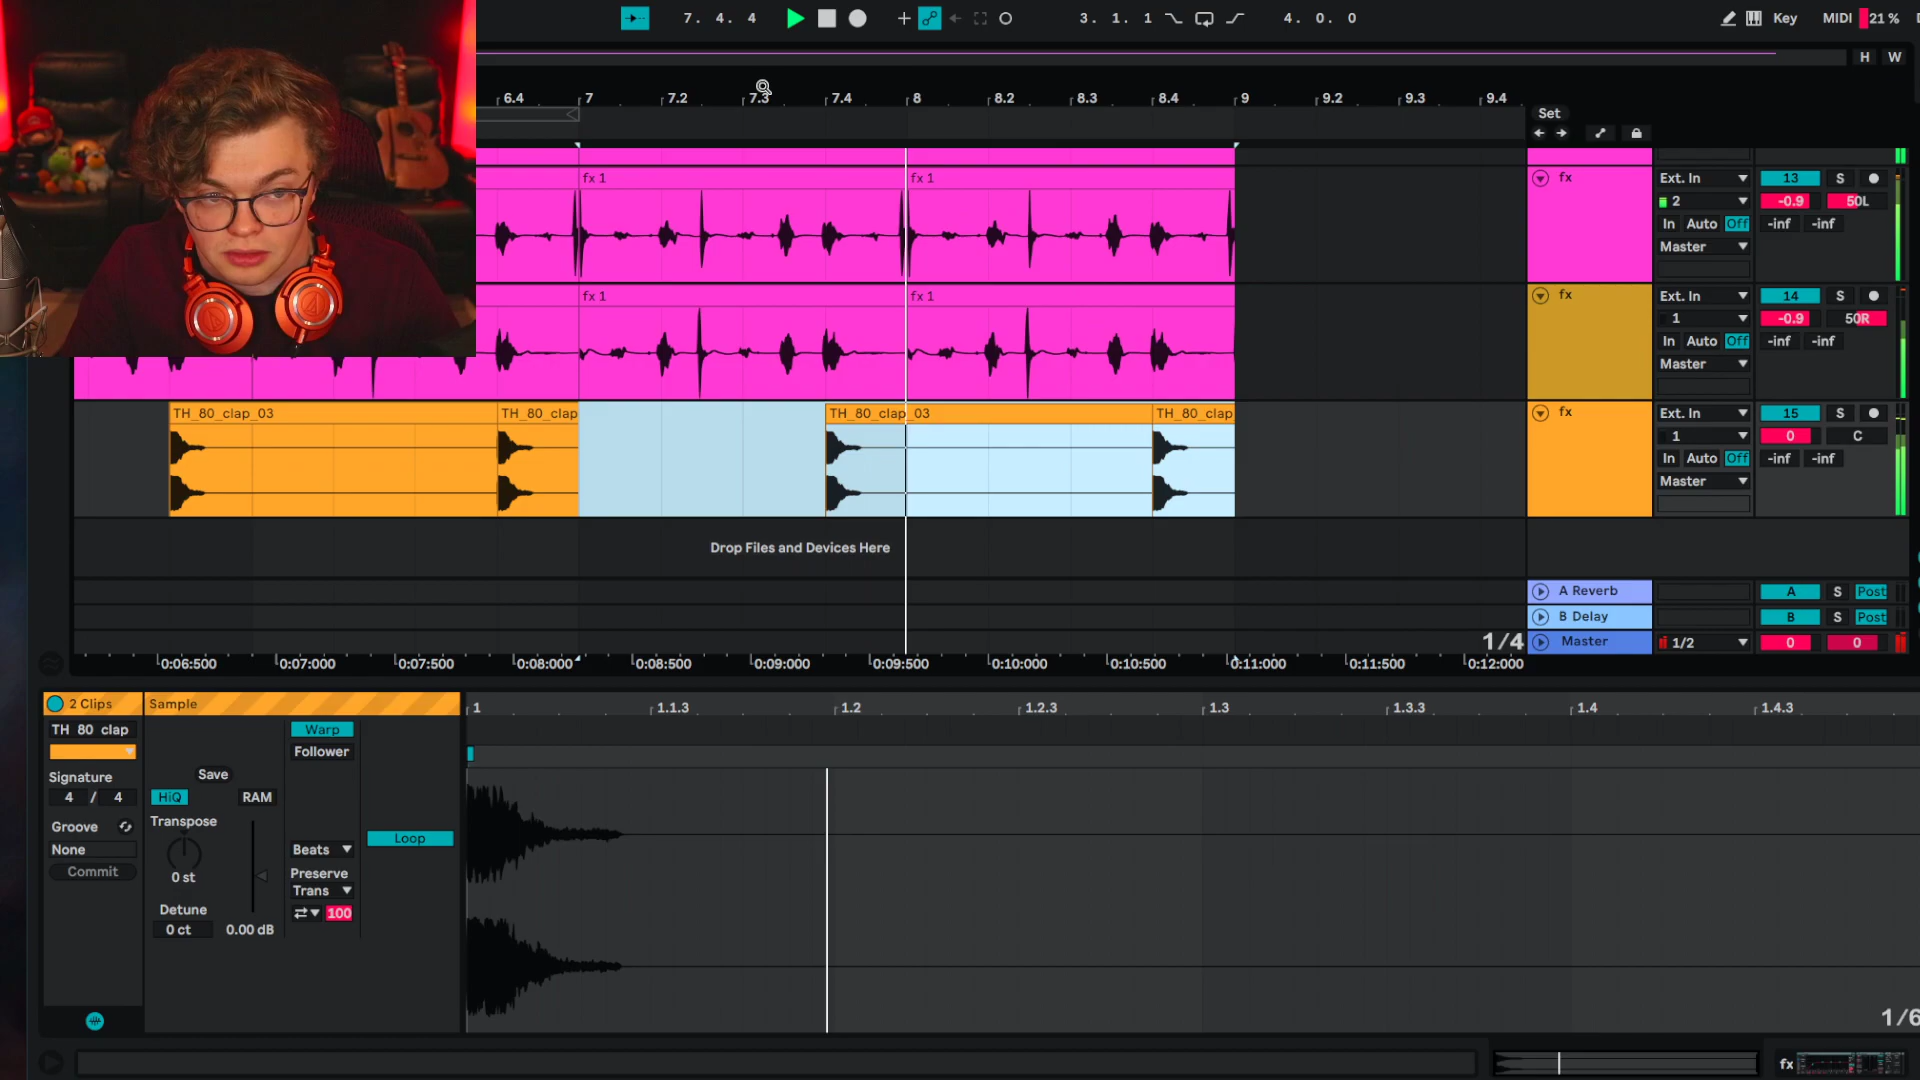 7. 4. 4
3. 1. 1
4. 0. 0
Key
MIDI
21 %
H
W
6.4
7
7.2
7.3
7.4
8
8.2
8.3
8.4
9
9.2
9.3
9.4
Set
fx 1
fx 1
fx
Ext. In
13
S
2
-0.9
50L
In
Auto
Off
-inf
-inf
Master
fx 1
fx 1
fx
Ext. In
14
S
1
-0.9
50R
In
Auto
Off
-inf
-inf
Master
TH_80_clap_03
TH_80_clap
TH_80_clap_03
TH_80_clap
fx
Ext. In
15
S
1
0
C
In
Auto
Off
-inf
-inf
Master
Drop Files and Devices Here
A Reverb
A
S
Post
B Delay
B
S
Post
1/4
Master
1/2
0
0
0:06:500
0:07:000
0:07:500
0:08:000
0:08:500
0:09:000
0:09:500
0:10:000
0:10:500
0:11:000
0:11:500
0:12:000
2 Clips
Sample
1
1.1.3
1.2
1.2.3
1.3
1.3.3
1.4
1.4.3
TH 80 clap
Warp
Follower
Signature
4 / 4
Save
HiQ
RAM
Groove
None
Commit
Transpose
0 st
Detune
0 ct
0.00 dB
Beats
Preserve
Trans
100
Loop
1/6
fx